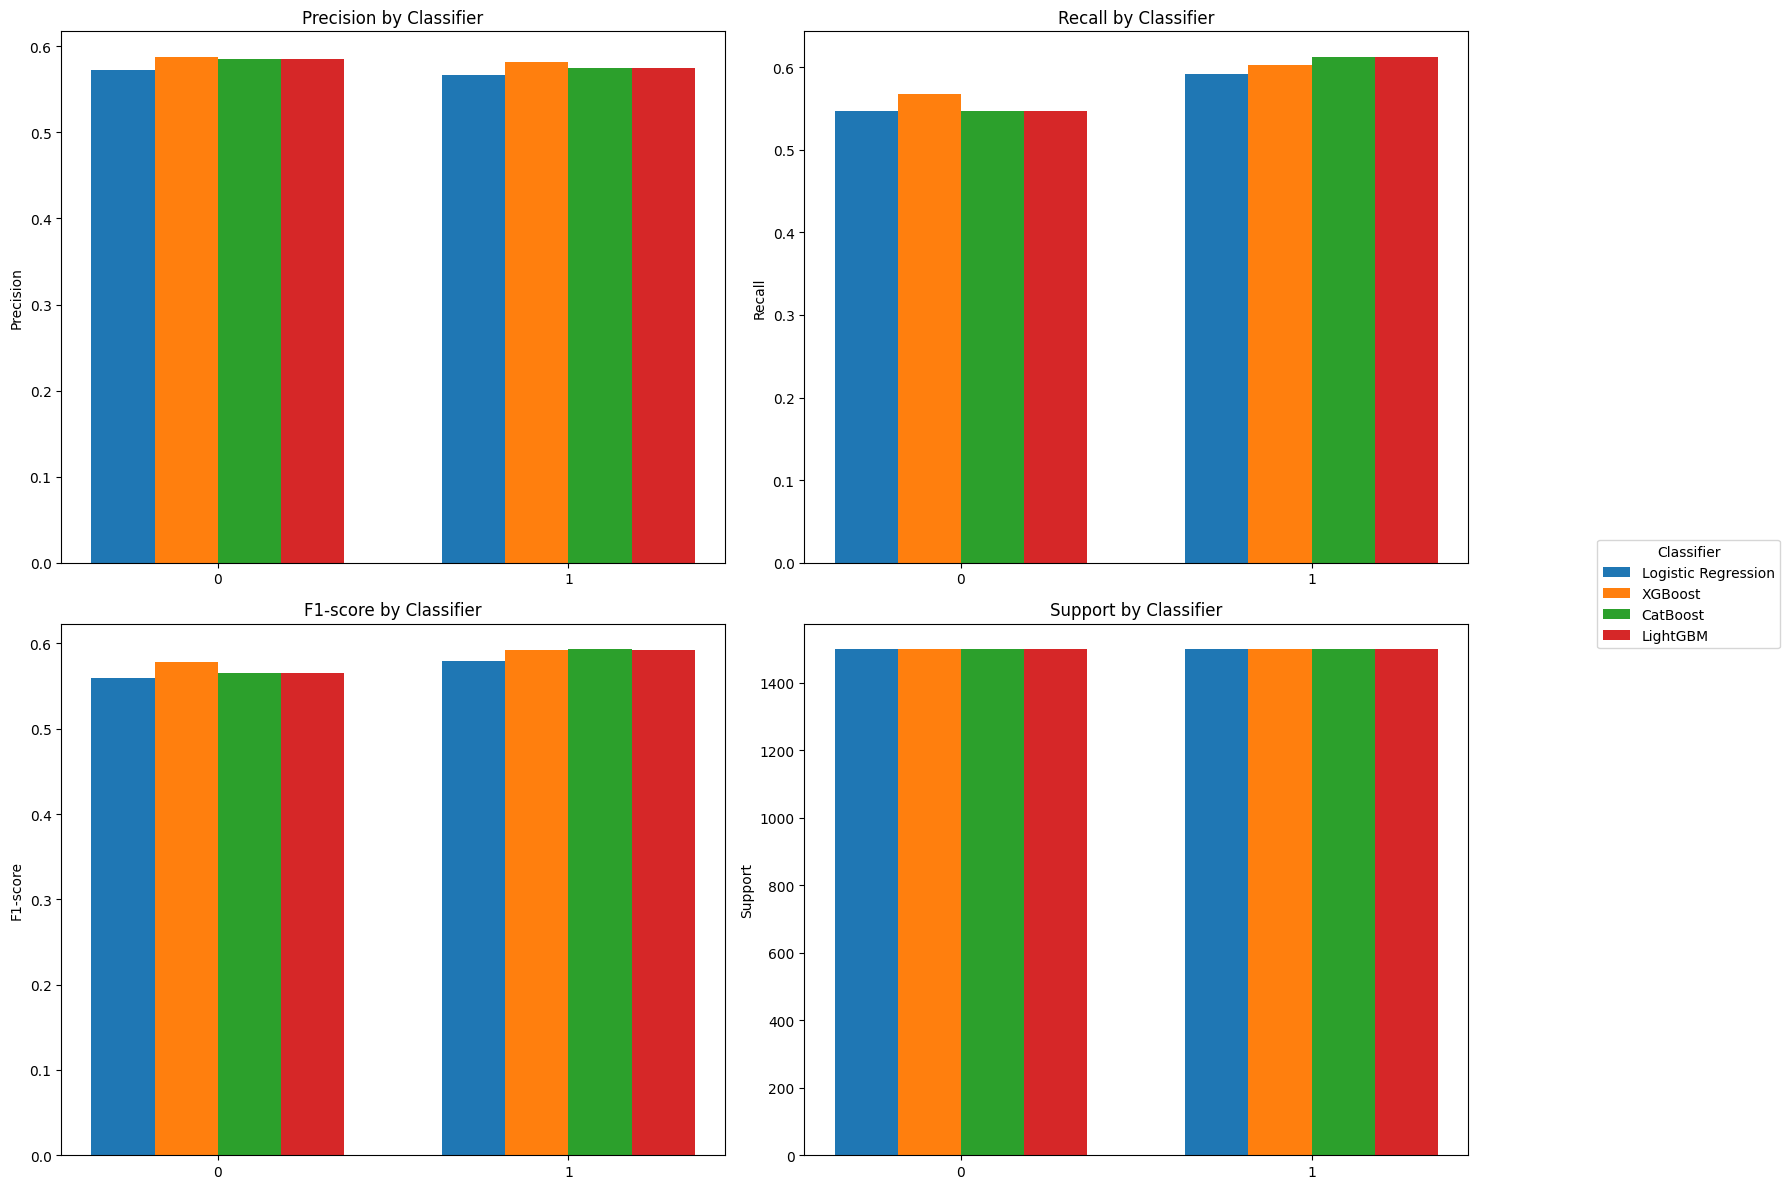 Precision by Classifier
Precision
0.6
0.5
0.4
0.3
0.2
0.1
0.0
0
1
Recall by Classifier
Recall
0.6
0.5
0.4
0.3
0.2
0.1
0.0
0
1
F1-score by Classifier
F1-score
0.6
0.5
0.4
0.3
0.2
0.1
0.0
0
1
Support by Classifier
Support
1400
1200
1000
800
600
400
200
0
0
1
Classifier
Logistic Regression
XGBoost
CatBoost
LightGBM